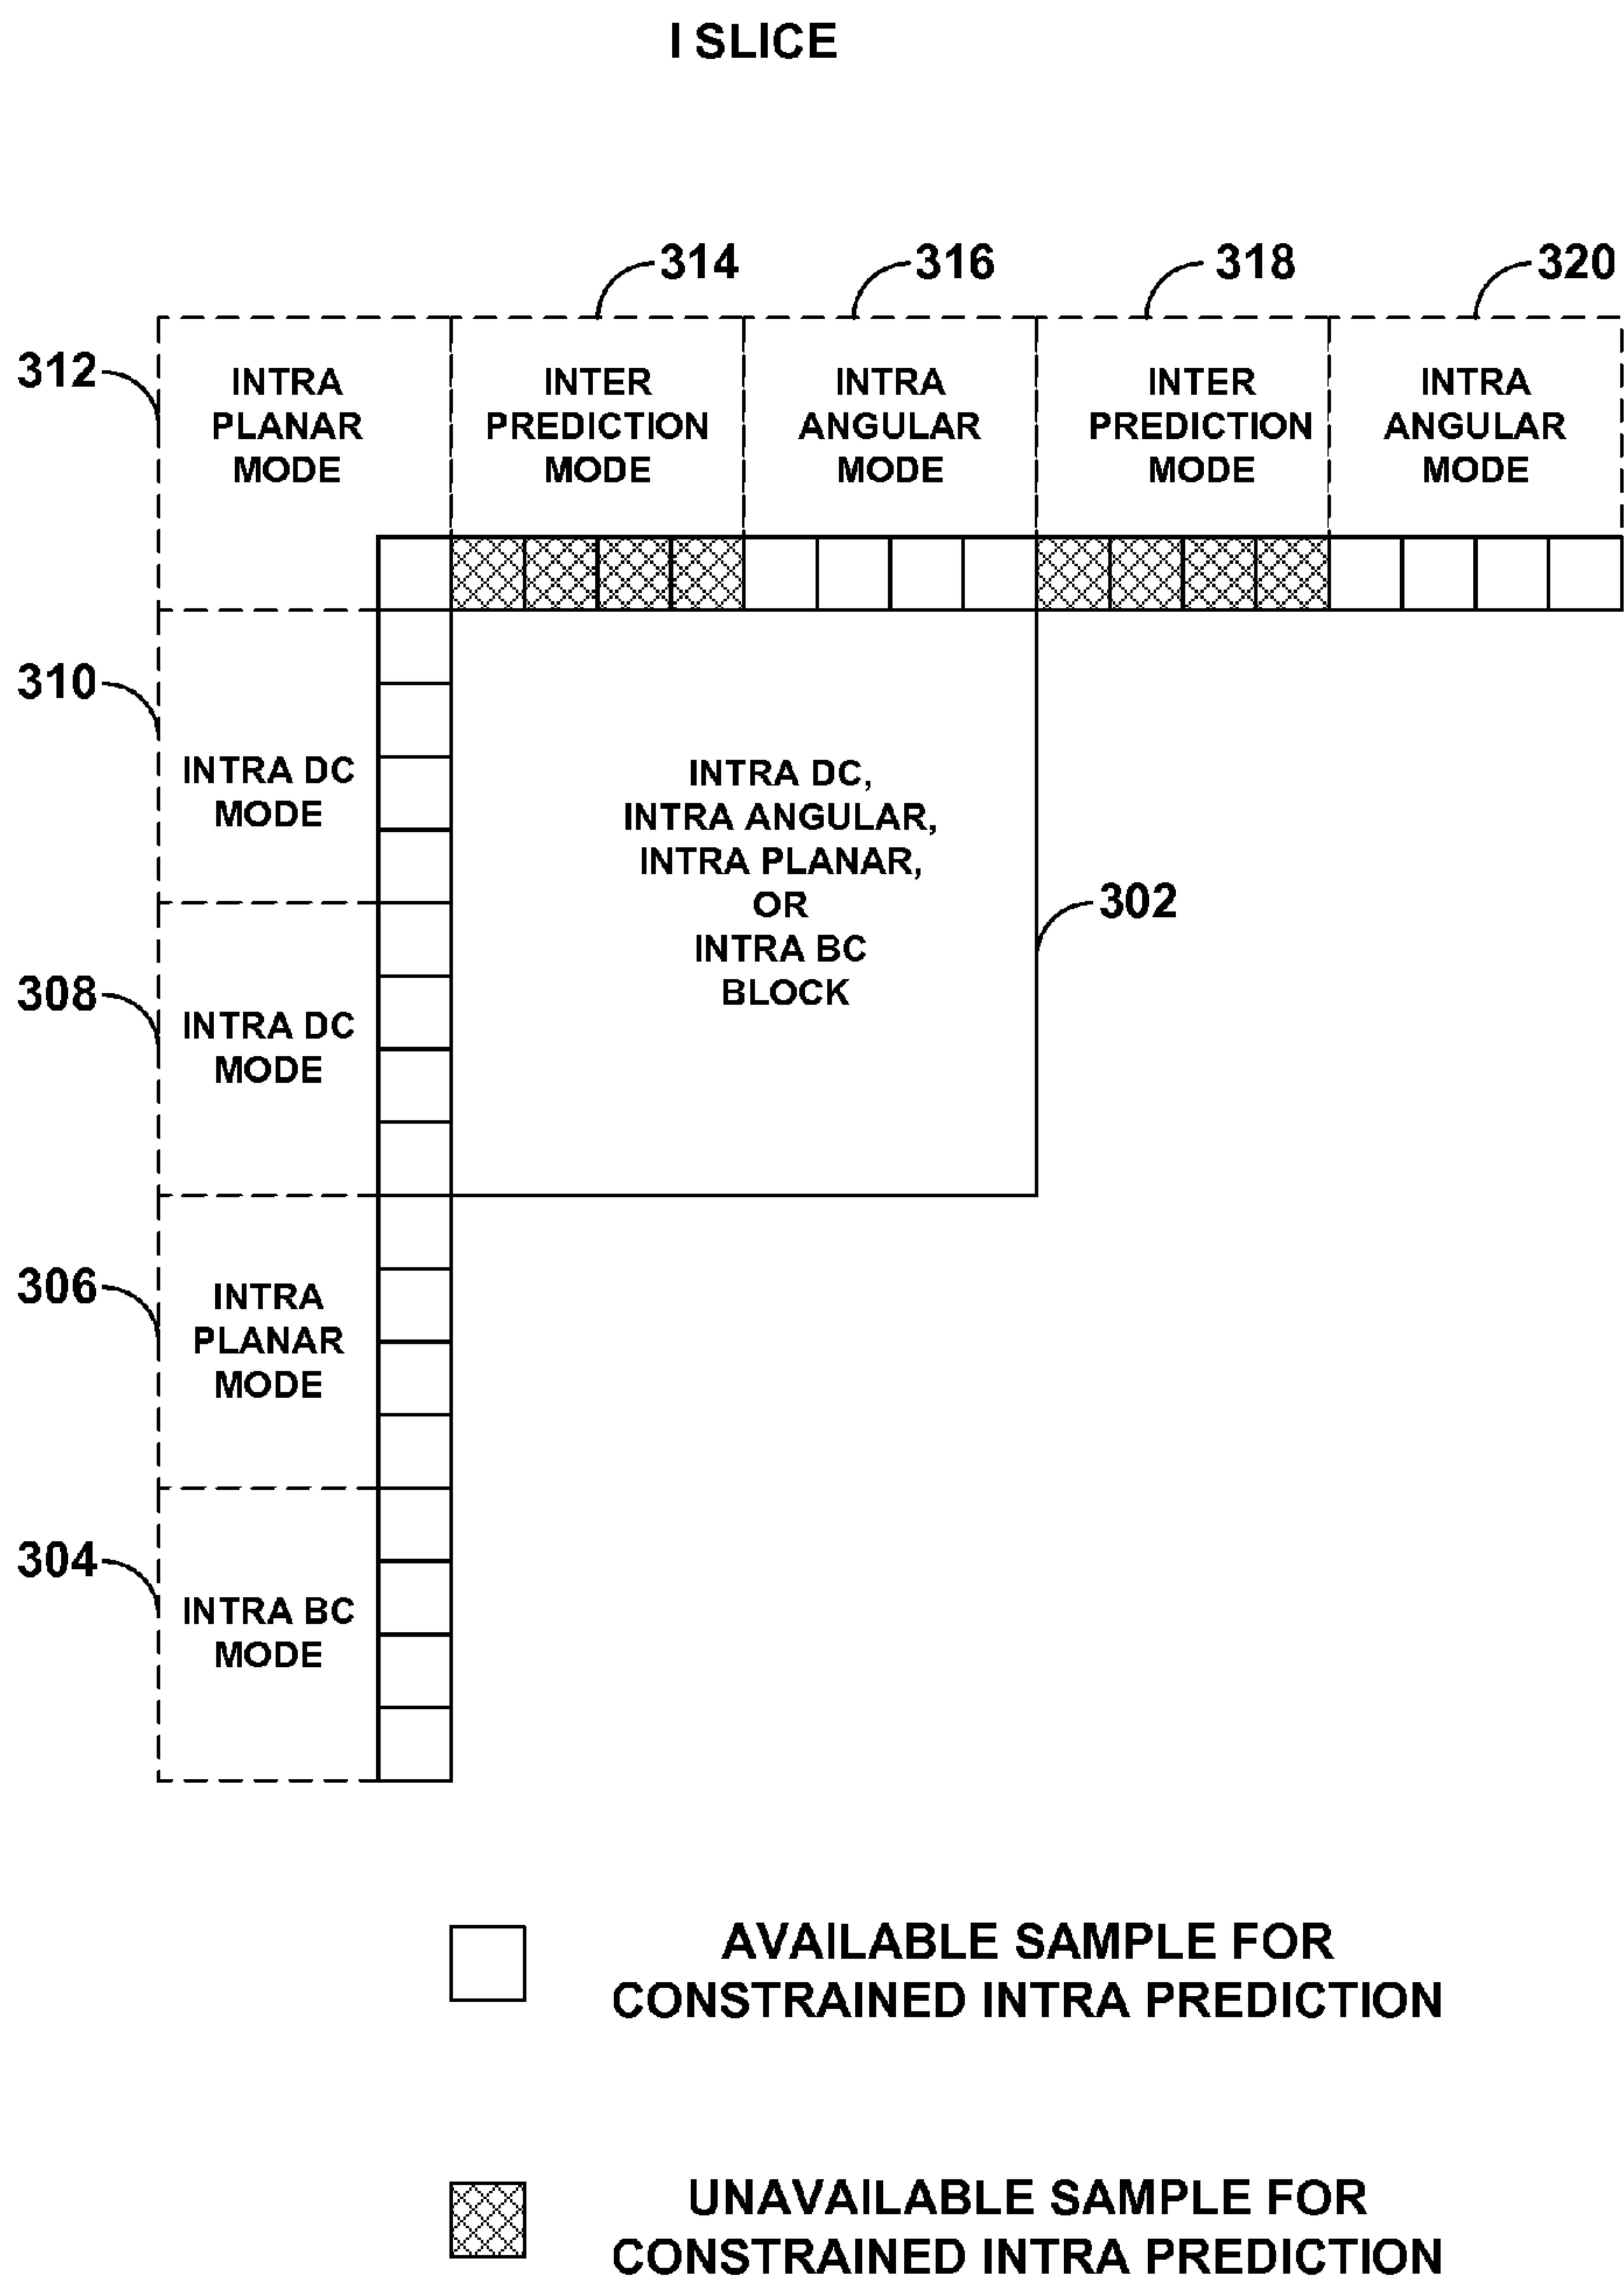 I SLICE
314
316
318
320
312
INTRA
PLANAR
MODE
INTER
PREDICTION
MODE
INTRA
ANGULAR
MODE
INTER
PREDICTION
MODE
INTRA
ANGULAR
MODE
310
INTRA DC
MODE
INTRA DC,
INTRA ANGULAR,
INTRA PLANAR,
OR
INTRA BC
BLOCK
302
308
INTRA DC
MODE
306
INTRA
PLANAR
MODE
304
INTRA BC
MODE
AVAILABLE SAMPLE FOR
CONSTRAINED INTRA PREDICTION
UNAVAILABLE SAMPLE FOR
CONSTRAINED INTRA PREDICTION